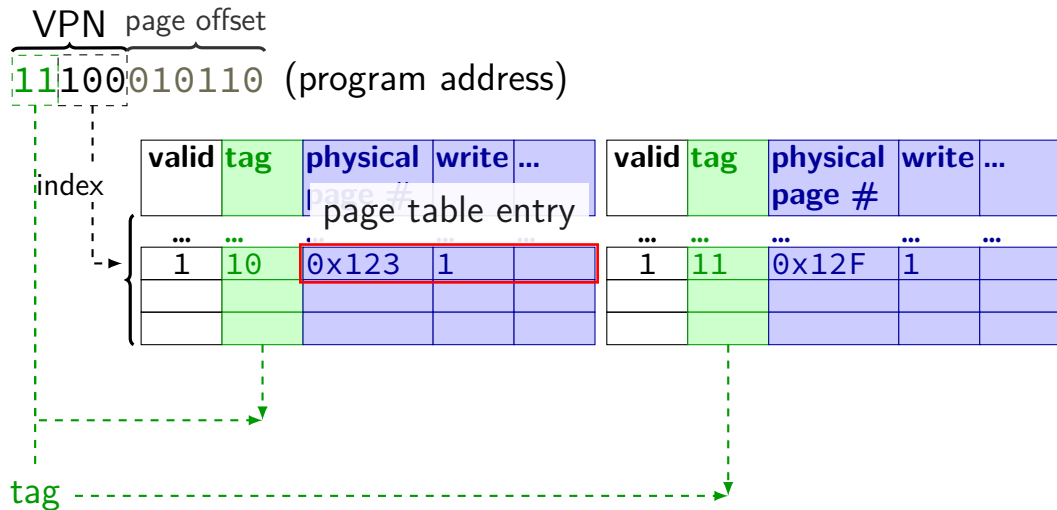 VPN page offset
11100010110 (program address)
valid tag physical page # write ... valid tag physical page # write ...
index
page table entry
... ... ... ... ... ... ... ... ... ...
1 10 0x123 1 1 11 0x12F 1
tag